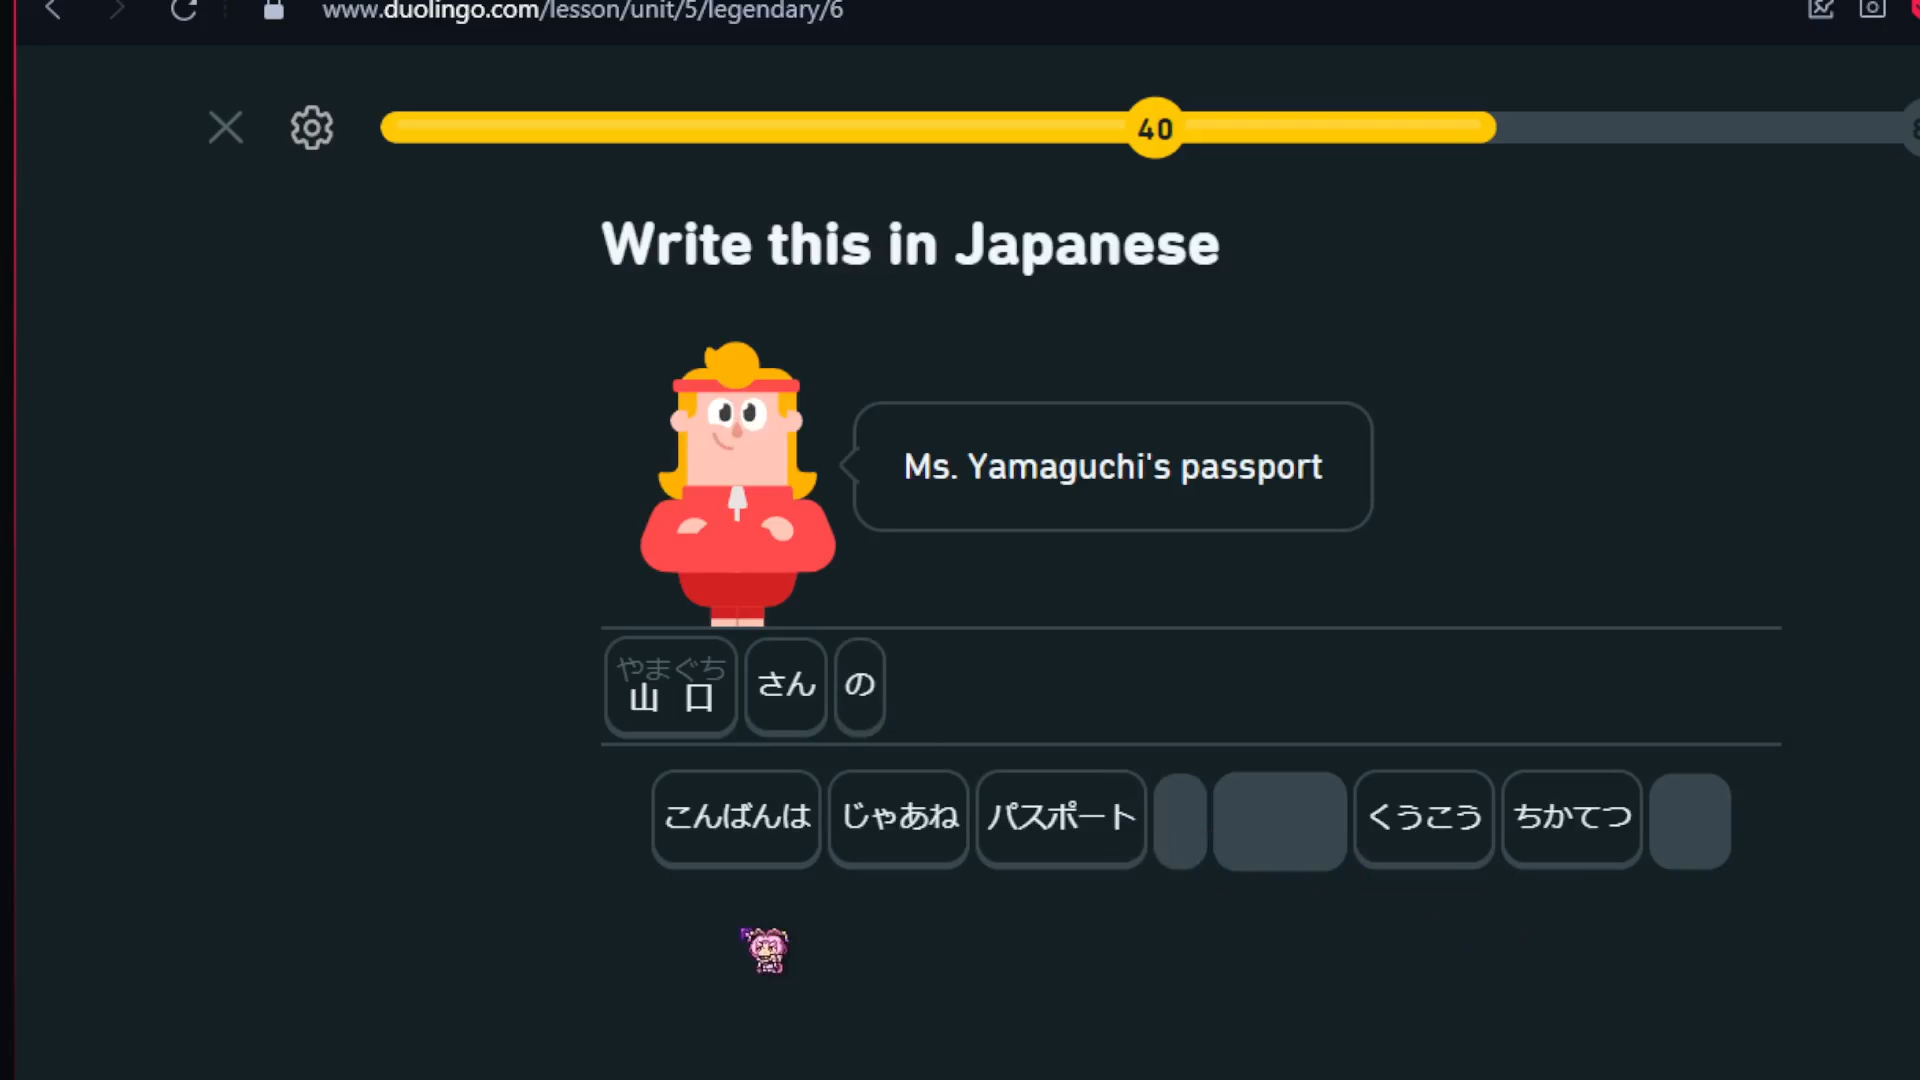 www.duolingo.com/lesson/unit/5/legendary/6
40
Write this in Japanese
Ms. Yamaguchi's passport
やまぐち
山口 さん の
こんばんは じゃあね パスポート くうこう ちかてつ